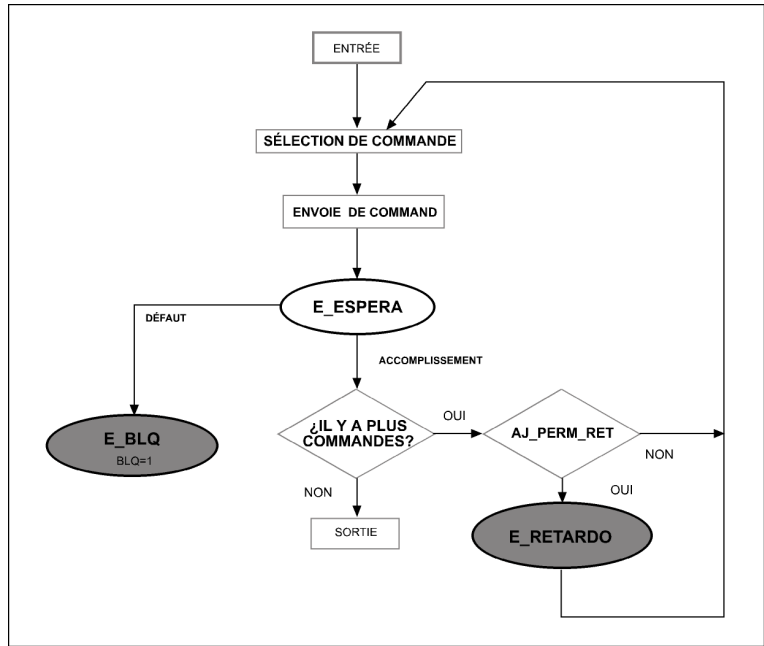 ENTRÉE
SÉLECTION DE COMMANDE
ENVOIE DE COMMAND
E_ESPERA
DÉFAUT
ACCOMPLISSEMENT
E_BLQ
BLQ=1
¿IL Y A PLUS
COMMANDES?
OUI
AJ_PERM_RET
NON
NON
OUI
SORTIE
E_RETARDO